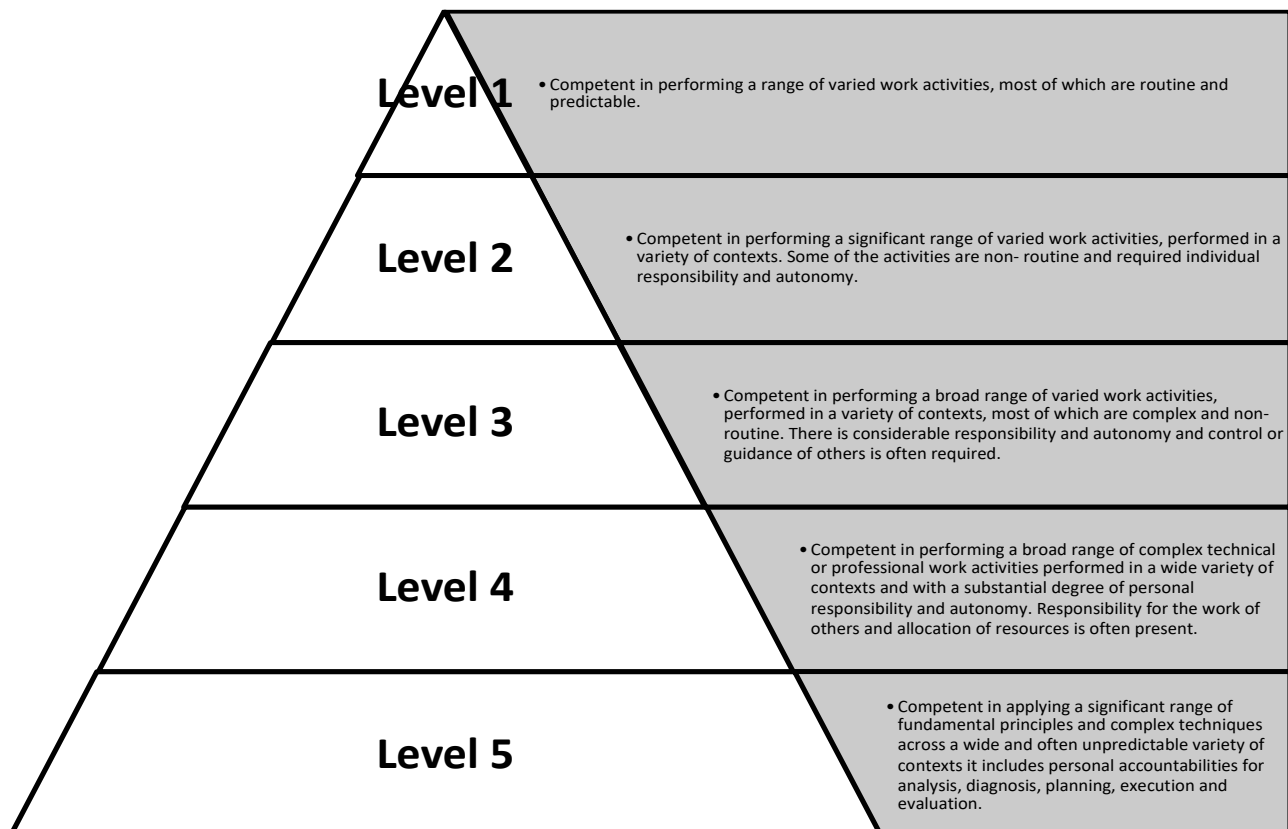 Level 1
• Competent in performing a range of varied work activities, most of which are routine and
predictable.
Level 2
• Competent in performing a significant range of varied work activities, performed in a
variety of contexts. Some of the activities are non- routine and required individual
responsibility and autonomy.
Level 3
• Competent in performing a broad range of varied work activities,
performed in a variety of contexts, most of which are complex and non-
routine. There is considerable responsibility and autonomy and control or
guidance of others is often required.
Level 4
• Competent in performing a broad range of complex technical
or professional work activities performed in a wide variety of
contexts and with a substantial degree of personal
responsibility and autonomy. Responsibility for the work of
others and allocation of resources is often present.
Level 5
• Competent in applying a significant range of
fundamental principles and complex techniques
across a wide and often unpredictable variety of
contexts it includes personal accountabilities for
analysis, diagnosis, planning, execution and
evaluation.